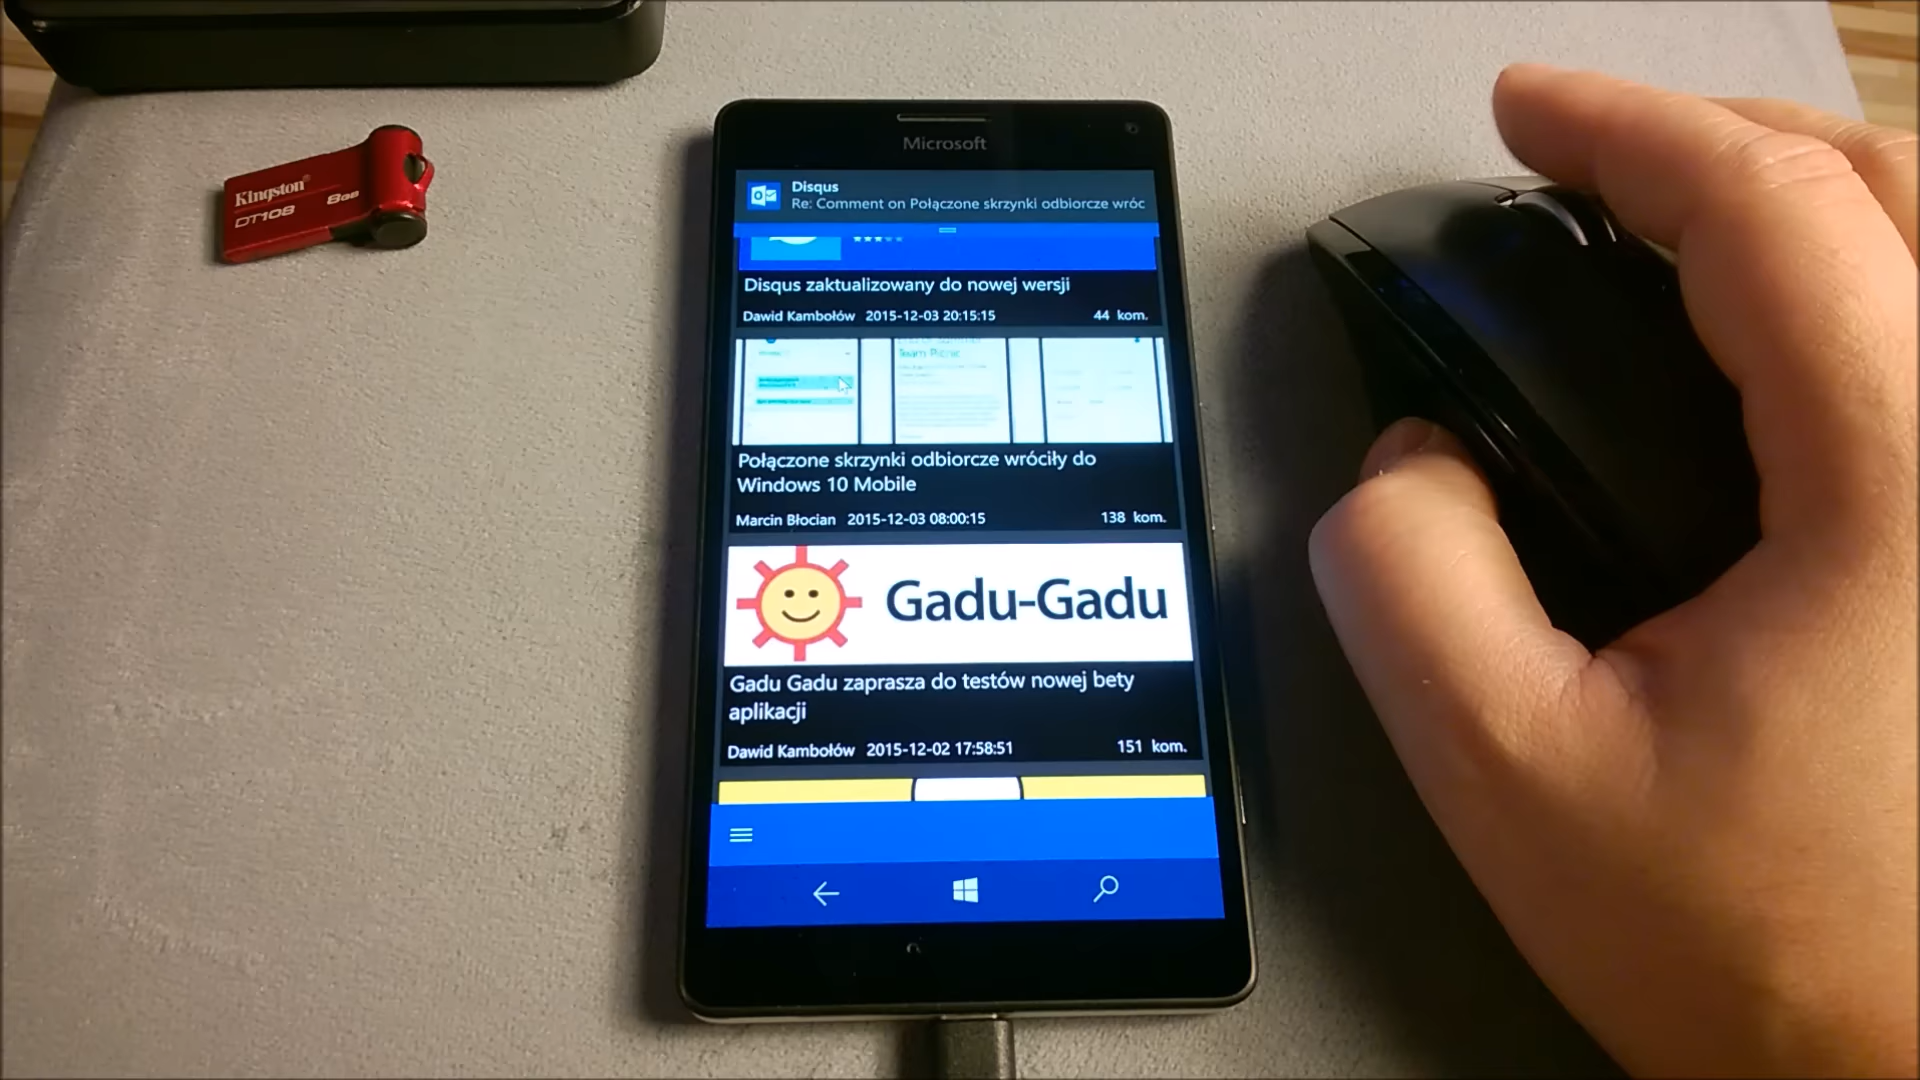 Kingston
DT108 8GB
Microsoft
Disqus
Re: Comment on Połączone skrzynki odbiorcze wróc
Disqus zaktualizowany do nowej wersji
Dawid Kambołów 2015-12-03 20:15:15 44 kom.
Team Picnic
Połączone skrzynki odbiorcze wróciły do
Windows 10 Mobile
Marcin Błocian 2015-12-03 08:00:15 138 kom.
Gadu-Gadu
Gadu Gadu zaprasza do testów nowej bety
aplikacji
Dawid Kambołów 2015-12-02 17:58:51 151 kom.